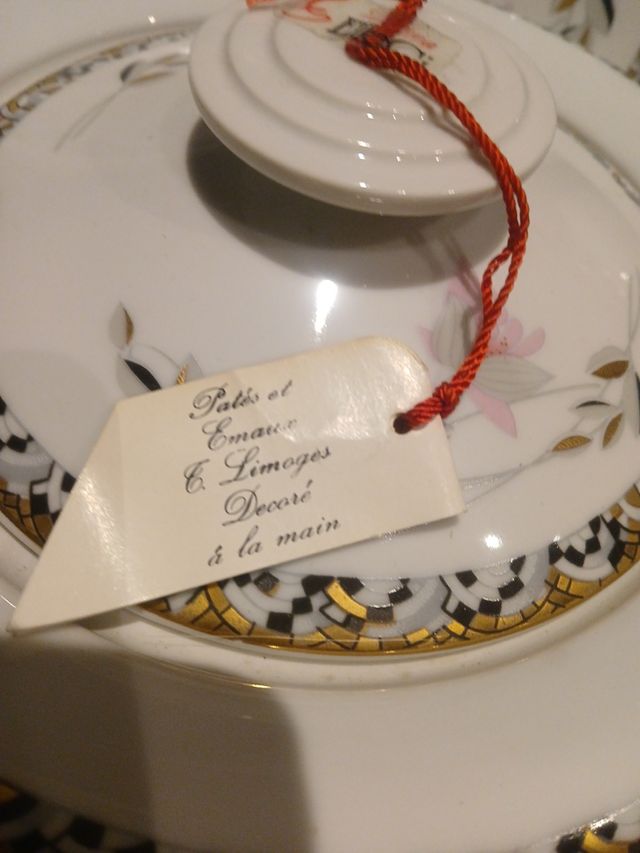 Patés et
Emaux
T. Limoges
Decoré
á la main